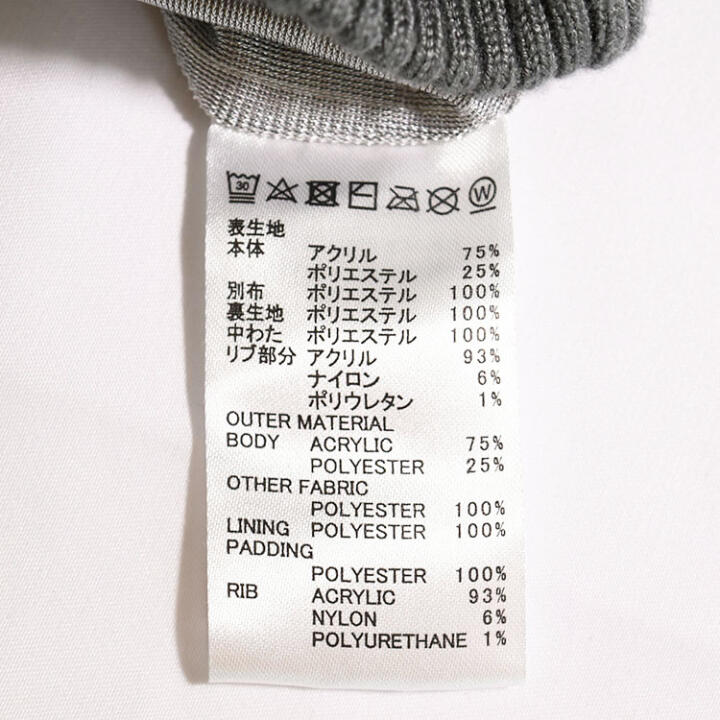 30 W
表生地
本体 アクリル 75%
ポリエステル 25%
別布 ポリエステル 100%
裏生地 ポリエステル 100%
中わた ポリエステル 100%
リブ部分 アクリル 93%
ナイロン 6%
ポリウレタン 1%
OUTER MATERIAL
BODY ACRYLIC 75%
POLYESTER 25%
OTHER FABRIC
POLYESTER 100%
LINING POLYESTER 100%
PADDING
POLYESTER 100%
RIB ACRYLIC 93%
NYLON 6%
POLYURETHANE 1%